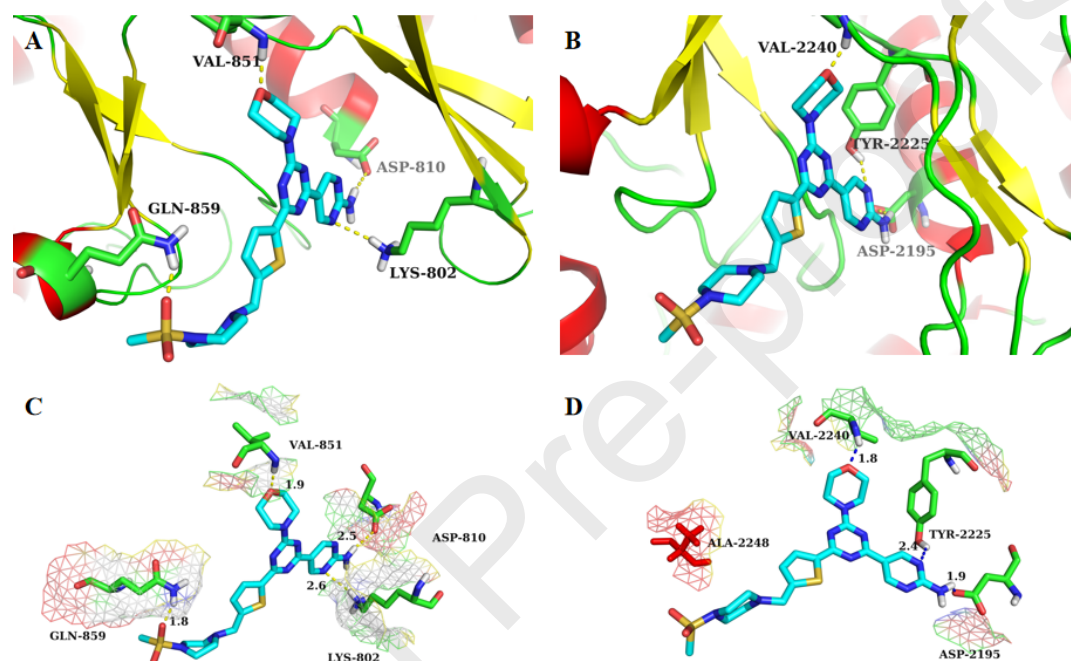 A
VAL-851
ASP-810
GLN-859
LYS-802
B
VAL-2240
TYR-2225
ASP-2195
C
VAL-851
1.9
2.5
ASP-810
2.6
GLN-859
1.8
LYS-802
D
VAL-2240
1.8
TYR-2225
2.4
ALA-2248
1.9
ASP-2195
Pre-proofs